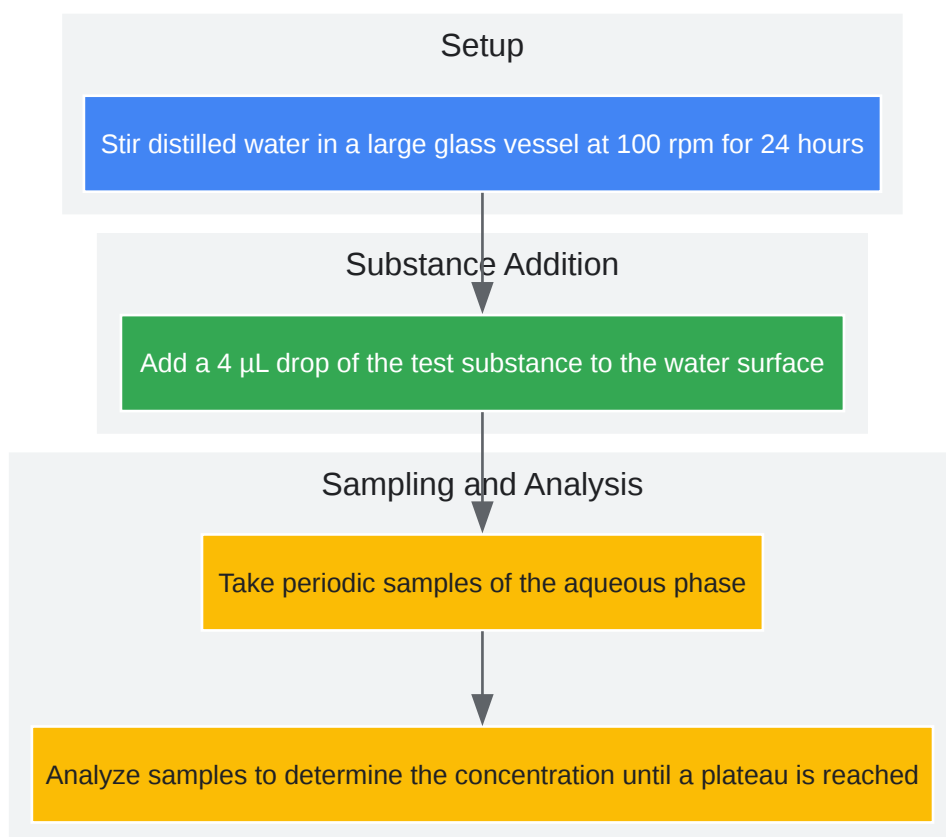 Setup
Stir distilled water in a large glass vessel at 100 rpm for 24 hours
Substance Addition
Add a 4 µL drop of the test substance to the water surface
Sampling and Analysis
Take periodic samples of the aqueous phase
Analyze samples to determine the concentration until a plateau is reached